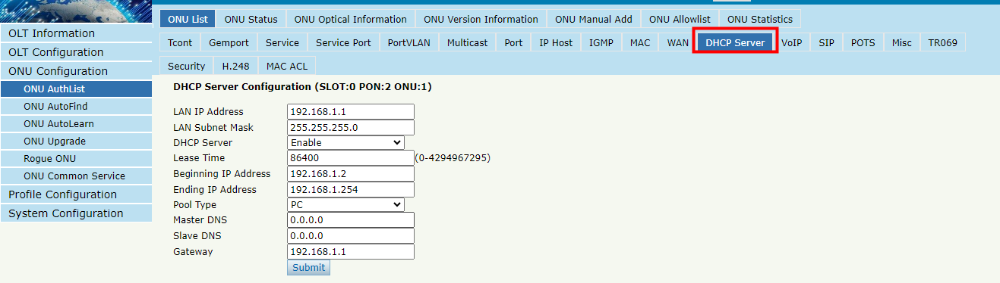 ONU List ONU Status ONU Optical Information ONU Version Information ONU Manual Add ONU Allowlist ONU Statistics
Tcont Gemport Service Service Port PortVLAN Multicast Port IP Host IGMP MAC WAN DHCP Server VoIP SIP POTS Misc TR069
Security H.248 MAC ACL
OLT Information
OLT Configuration
ONU Configuration
ONU AuthList
ONU AutoFind
ONU AutoLearn
ONU Upgrade
Rogue ONU
ONU Common Service
Profile Configuration
System Configuration
DHCP Server Configuration (SLOT:0 PON:2 ONU:1)
LAN IP Address 192.168.1.1
LAN Subnet Mask 255.255.255.0
DHCP Server Enable
Lease Time 86400 (0-4294967295)
Beginning IP Address 192.168.1.2
Ending IP Address 192.168.1.254
Pool Type PC
Master DNS 0.0.0.0
Slave DNS 0.0.0.0
Gateway 192.168.1.1
Submit